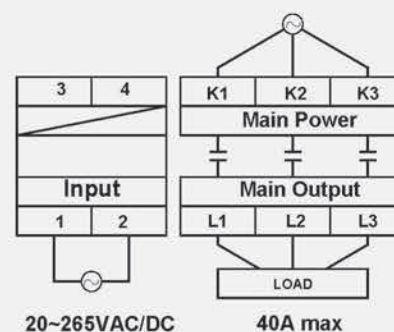 3 4 K1 K2 K3
Main Power
Input Main Output
1 2 L1 L2 L3
LOAD
20~265VAC/DC 40A max